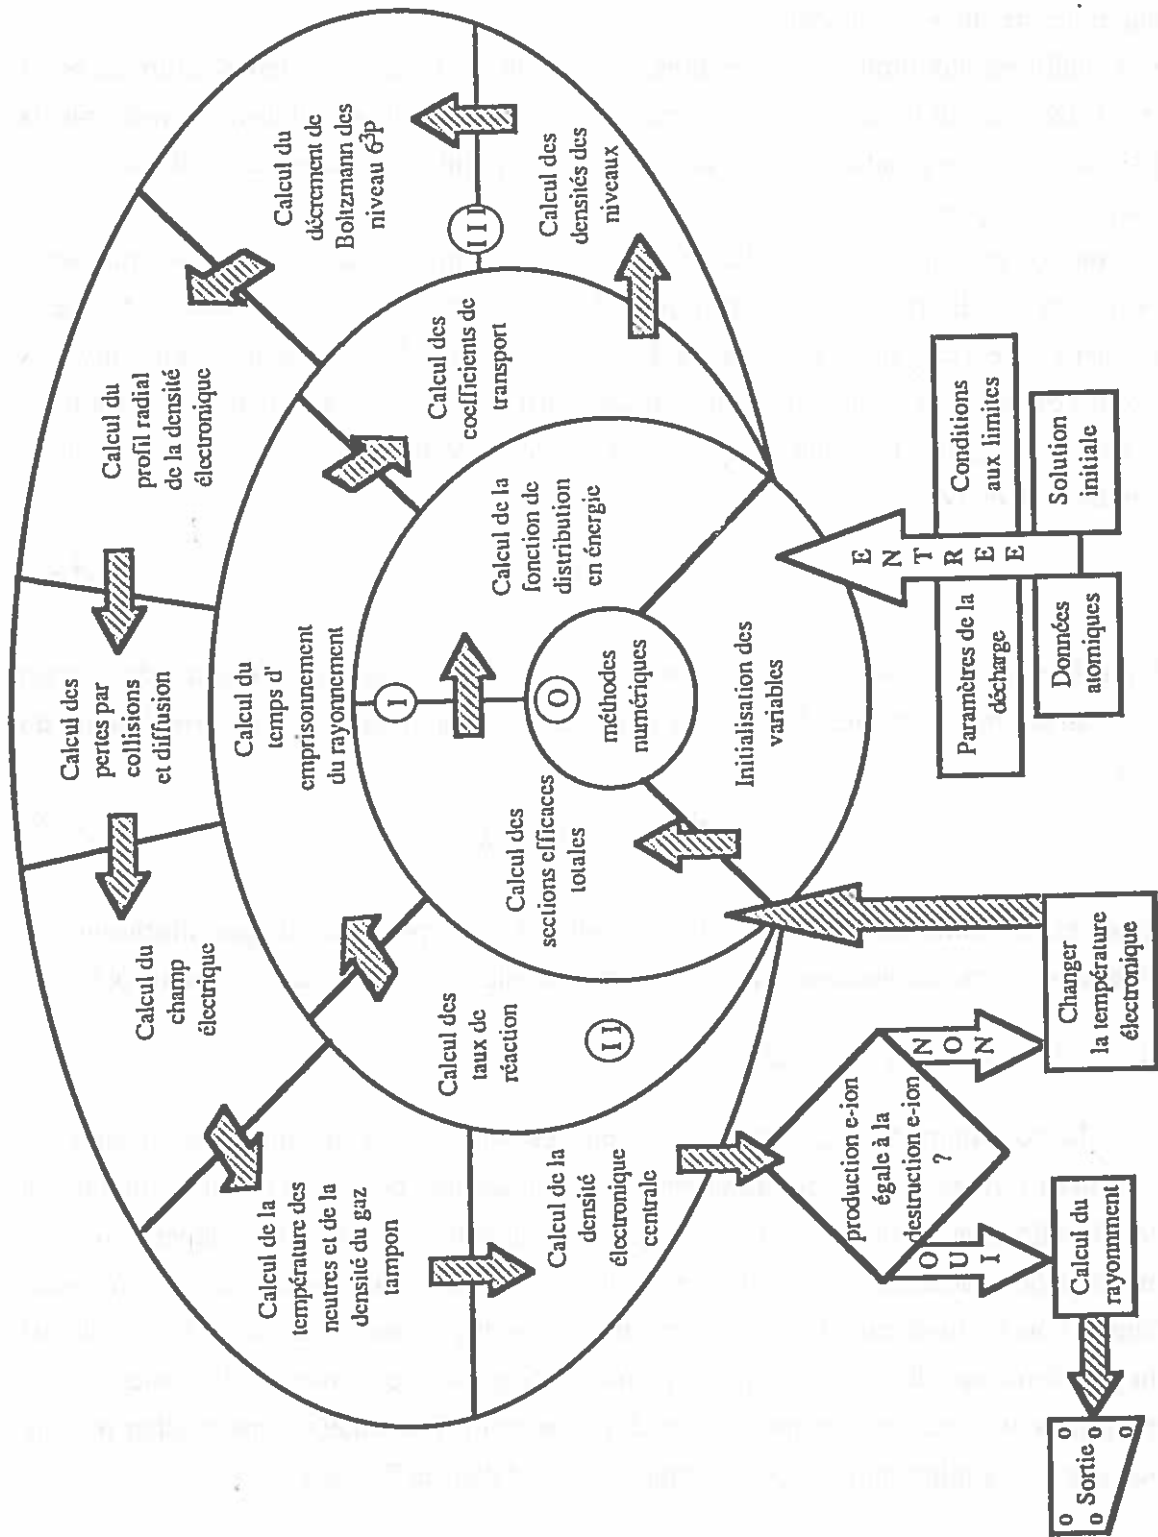 Calcul de la
température des
neutres et de la
densité du gaz
tampon
Calcul du
champ
électrique
Calcul des
pertes par
collisions
et diffusion
Calcul du
profil radial
de la densité
électronique
Calcul du
décrement de
Boltzmann des
niveau 6³p
III
Calcul des
densités des
niveaux
Calcul de la
densité
électronique
centrale
Calcul des
taux de
réaction
II
Calcul du
temps d'
emprisonnement
du rayonnement
Calcul des
coefficients de
transport
I
Calcul des
sections efficaces
totales
Calcul de la
fonction de
distribution
en énergie
O
méthodes
numériques
Initialisation des
variables
production e-ion
égale à la
destruction e-ion
?
OUI
NON
Changer
la température
électronique
Calcul du
rayonnment
Sortie
ENTREE
Paramètres de la
décharge
Conditions
aux limites
Données
atomiques
Solution
initiale